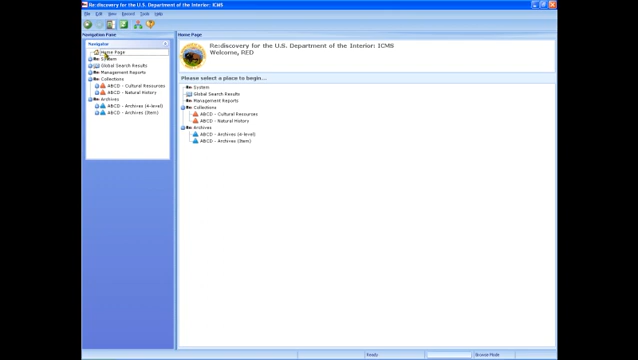 Re:discovery for the U.S. Department of the Interior: ICMS
File Edit View Record Tools Help
Navigation Pane
Home Page
Navigator
Home Page
System
Global Search Results
Management Reports
Collections
ABCD - Cultural Resources
ABCD - Natural History
Archives
ABCD - Archives (4-level)
ABCD - Archives (Item)
Re:discovery for the U.S. Department of the Interior: ICMS
Welcome, RED
Please select a place to begin...
System
Global Search Results
Management Reports
Collections
ABCD - Cultural Resources
ABCD - Natural History
Archives
ABCD - Archives (4-level)
ABCD - Archives (Item)
Ready
Browse Mode